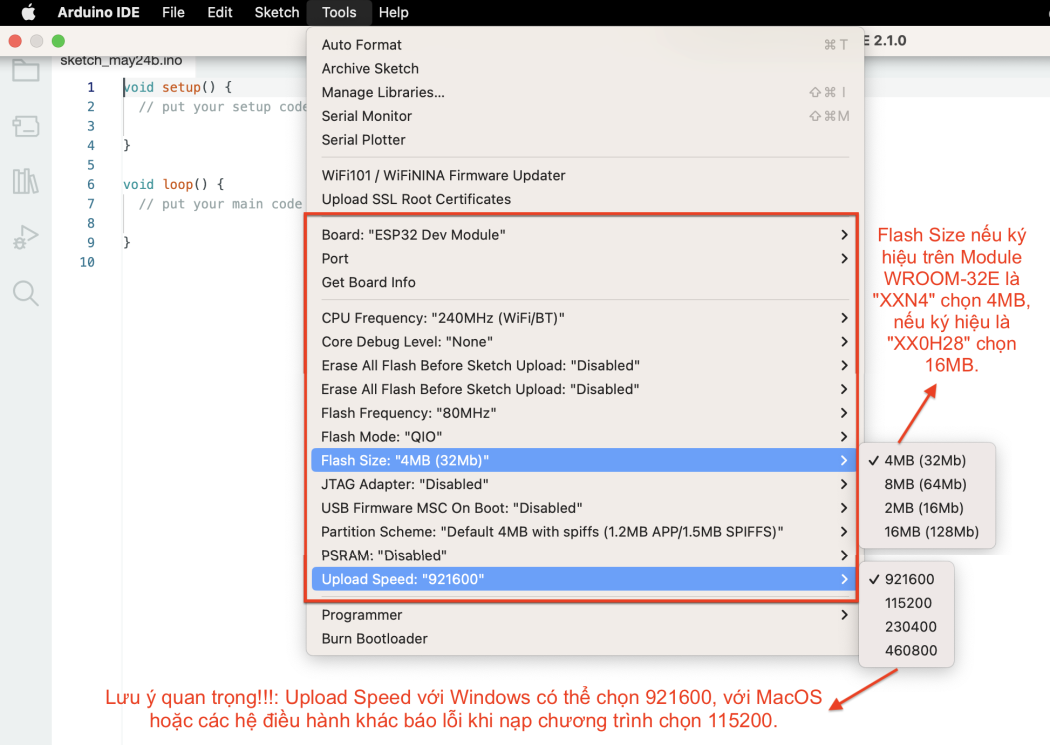 Arduino IDE File Edit Sketch Tools Help
E 2.1.0
sketch_may24b.ino
1 void setup() {
2 // put your setup code
3
4 }
5
6 void loop() {
7 // put your main code
8
9 }
10
Auto Format ⌘ T
Archive Sketch
Manage Libraries... ⇧ ⌘ I
Serial Monitor ⇧ ⌘ M
Serial Plotter
WiFi101 / WiFiNINA Firmware Updater
Upload SSL Root Certificates
Board: "ESP32 Dev Module"
Port
Get Board Info
CPU Frequency: "240MHz (WiFi/BT)"
Core Debug Level: "None"
Erase All Flash Before Sketch Upload: "Disabled"
Erase All Flash Before Sketch Upload: "Disabled"
Flash Frequency: "80MHz"
Flash Mode: "QIO"
Flash Size: "4MB (32Mb)"
JTAG Adapter: "Disabled"
USB Firmware MSC On Boot: "Disabled"
Partition Scheme: "Default 4MB with spiffs (1.2MB APP/1.5MB SPIFFS)"
PSRAM: "Disabled"
Upload Speed: "921600"
Programmer
Burn Bootloader
Flash Size nếu ký
hiệu trên Module
WROOM-32E là
"XXN4" chọn 4MB,
nếu ký hiệu là
"XX0H28" chọn
16MB.
✓ 4MB (32Mb)
8MB (64Mb)
2MB (16Mb)
16MB (128Mb)
✓ 921600
115200
230400
460800
Lưu ý quan trọng!!!: Upload Speed với Windows có thể chọn 921600, với MacOS
hoặc các hệ điều hành khác báo lỗi khi nạp chương trình chọn 115200.